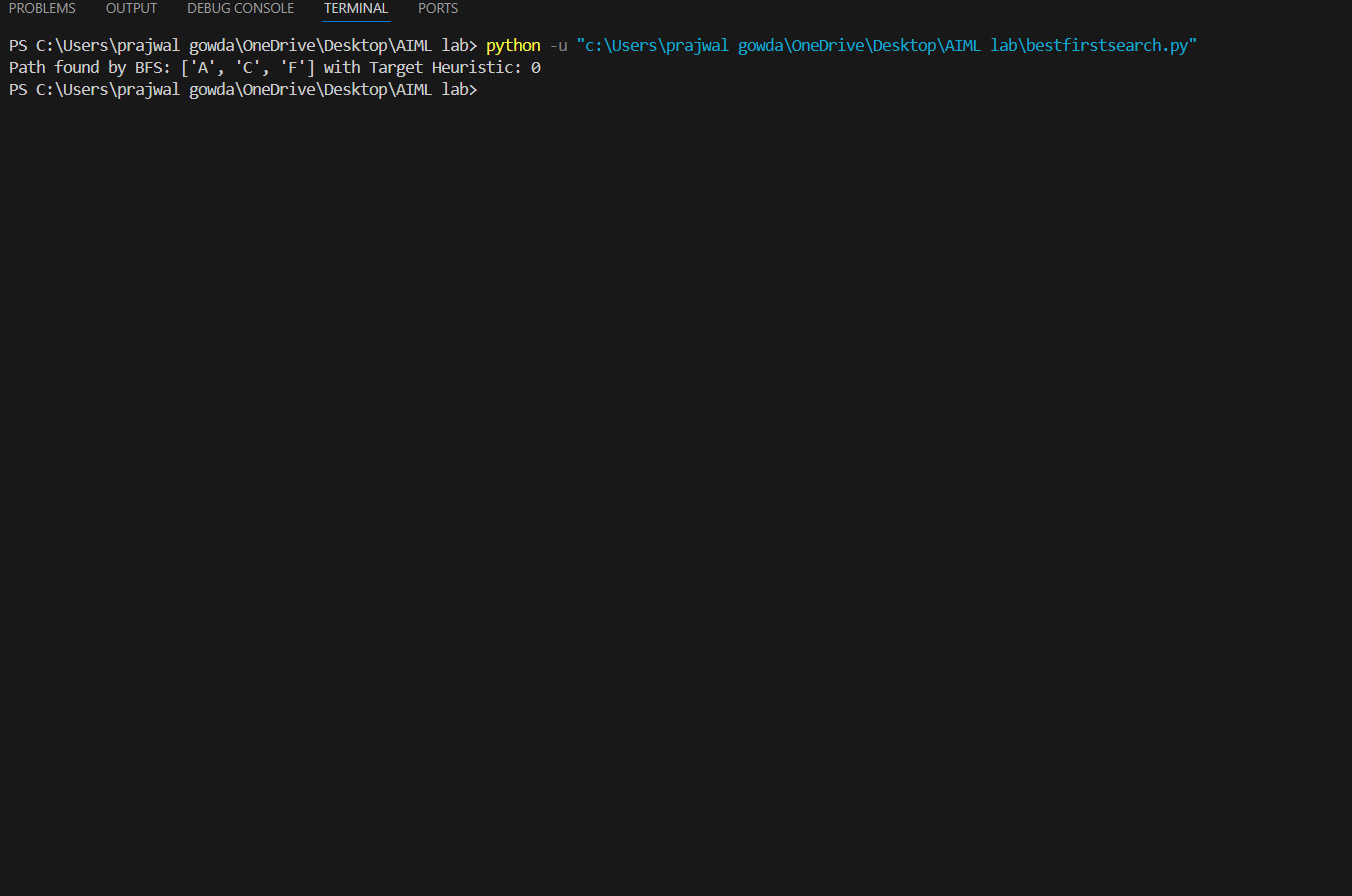 PROBLEMS OUTPUT DEBUG CONSOLE TERMINAL PORTS
PS C:\Users\prajwal gowda\OneDrive\Desktop\AIML lab> python -u "c:\Users\prajwal gowda\OneDrive\Desktop\AIML lab\bestfirstsearch.py"
Path found by BFS: ['A', 'C', 'F'] with Target Heuristic: 0
PS C:\Users\prajwal gowda\OneDrive\Desktop\AIML lab>